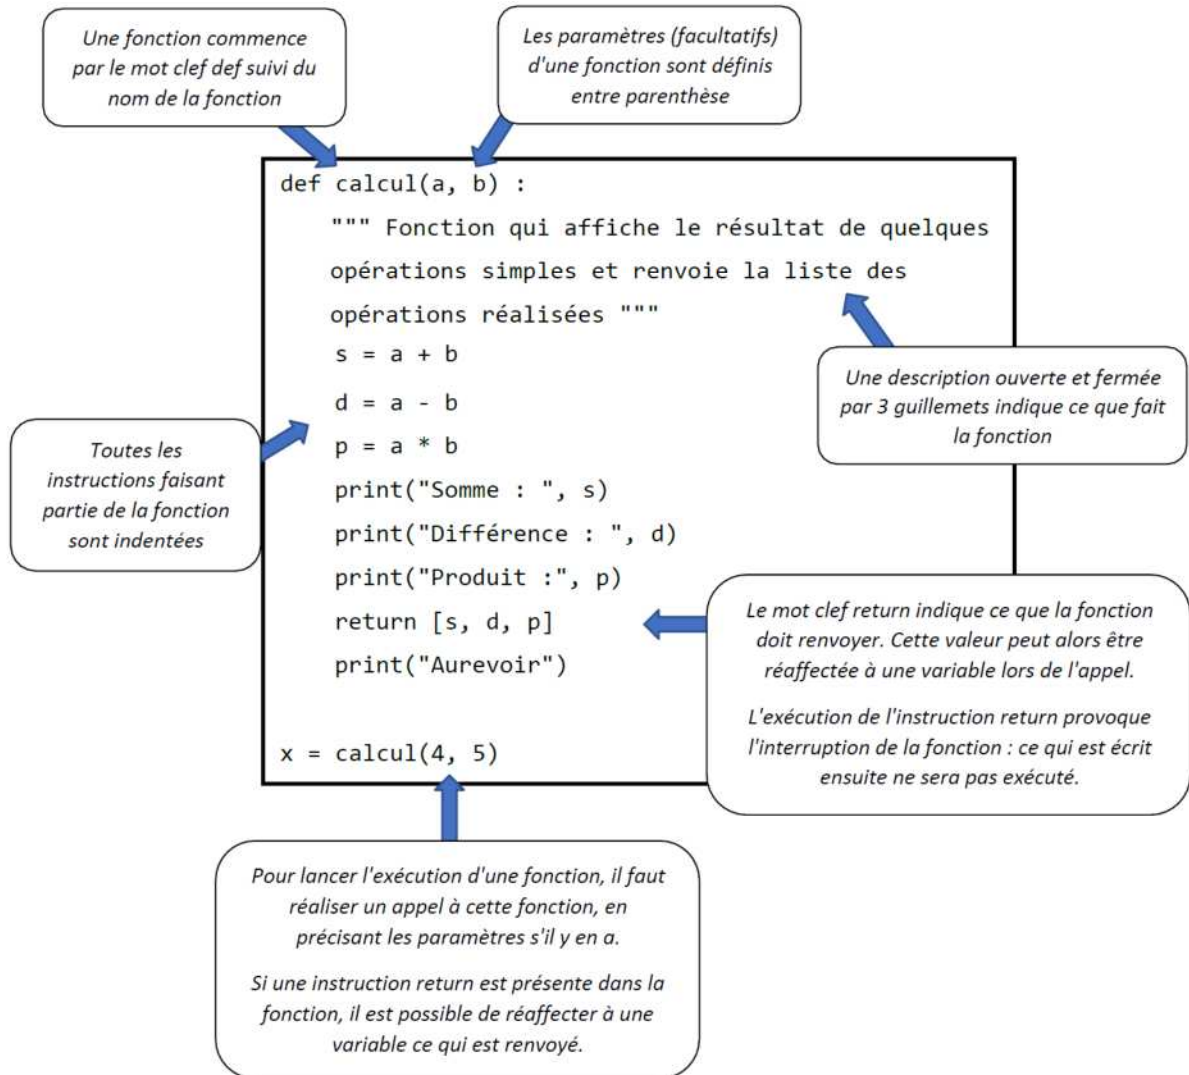 Une fonction commence
par le mot clef def suivi du
nom de la fonction
Les paramètres (facultatifs)
d'une fonction sont définis
entre parenthèse
def calcul(a, b) :
""" Fonction qui affiche le résultat de quelques
opérations simples et renvoie la liste des
opérations réalisées """
s = a + b
d = a - b
p = a * b
print("Somme : ", s)
print("Différence : ", d)
print("Produit :", p)
return [s, d, p]
print("Aurevoir")
x = calcul(4, 5)
Une description ouverte et fermée
par 3 guillemets indique ce que fait
la fonction
Toutes les
instructions faisant
partie de la fonction
sont indentées
Le mot clef return indique ce que la fonction
doit renvoyer. Cette valeur peut alors être
réaffectée à une variable lors de l'appel.
L'exécution de l'instruction return provoque
l'interruption de la fonction : ce qui est écrit
ensuite ne sera pas exécuté.
Pour lancer l'exécution d'une fonction, il faut
réaliser un appel à cette fonction, en
précisant les paramètres s'il y en a.
Si une instruction return est présente dans la
fonction, il est possible de réaffecter à une
variable ce qui est renvoyé.